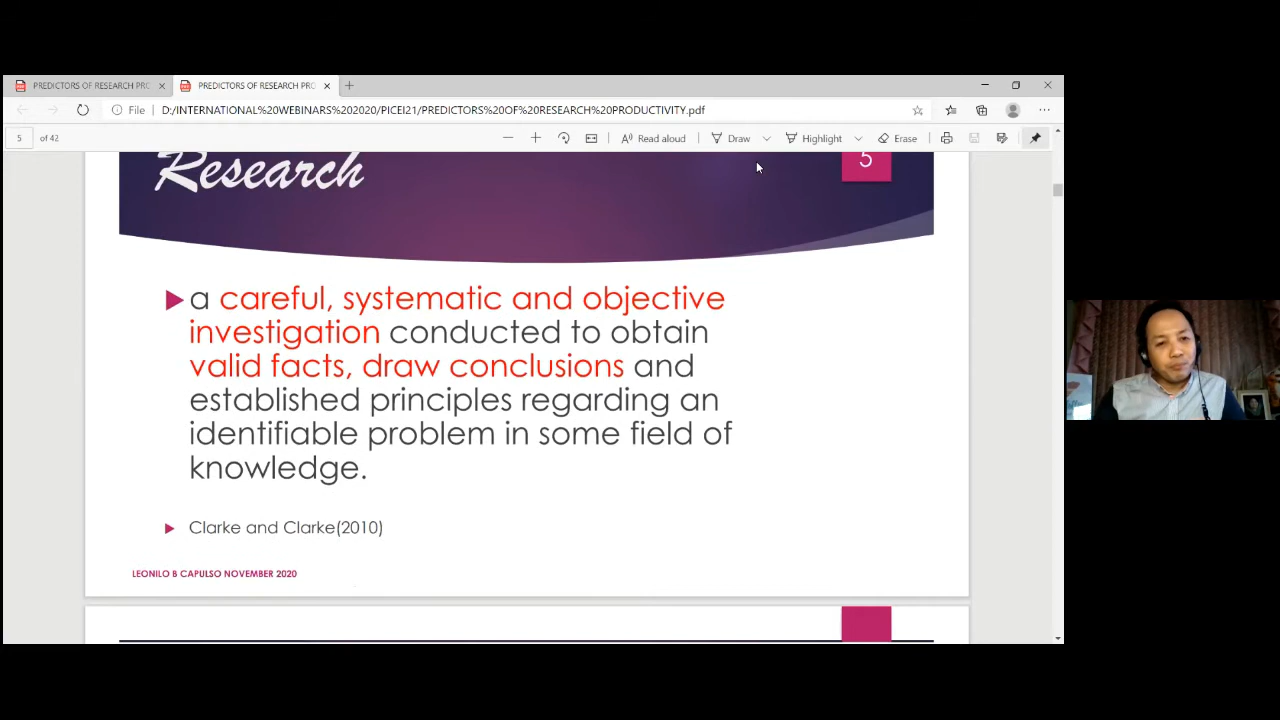 PREDICTORS OF RESEARCH PRO
PREDICTORS OF RESEARCH PRO
File
D:/INTERNATIONAL%20WEBINARS%202020/PICEI21/PREDICTORS%20OF%20RESEARCH%20PRODUCTIVITY.pdf
5 of 42
Read aloud
Draw
Highlight
Erase
Research
5
a careful, systematic and objective
investigation conducted to obtain
valid facts, draw conclusions and
established principles regarding an
identifiable problem in some field of
knowledge.
Clarke and Clarke(2010)
LEONILO B CAPULSO NOVEMBER 2020